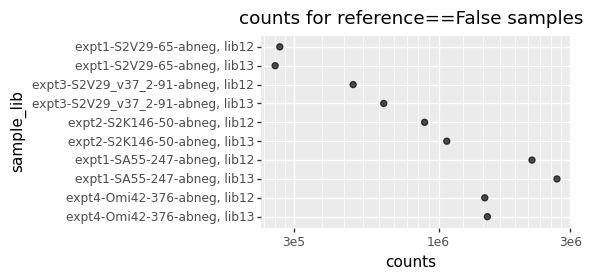 counts for reference==False samples
sample_lib
expt1-S2V29-65-abneg, lib12
expt1-S2V29-65-abneg, lib13
expt3-S2V29_v37_2-91-abneg, lib12
expt3-S2V29_v37_2-91-abneg, lib13
expt2-S2K146-50-abneg, lib12
expt2-S2K146-50-abneg, lib13
expt1-SA55-247-abneg, lib12
expt1-SA55-247-abneg, lib13
expt4-Omi42-376-abneg, lib12
expt4-Omi42-376-abneg, lib13
3e5 1e6 3e6
counts